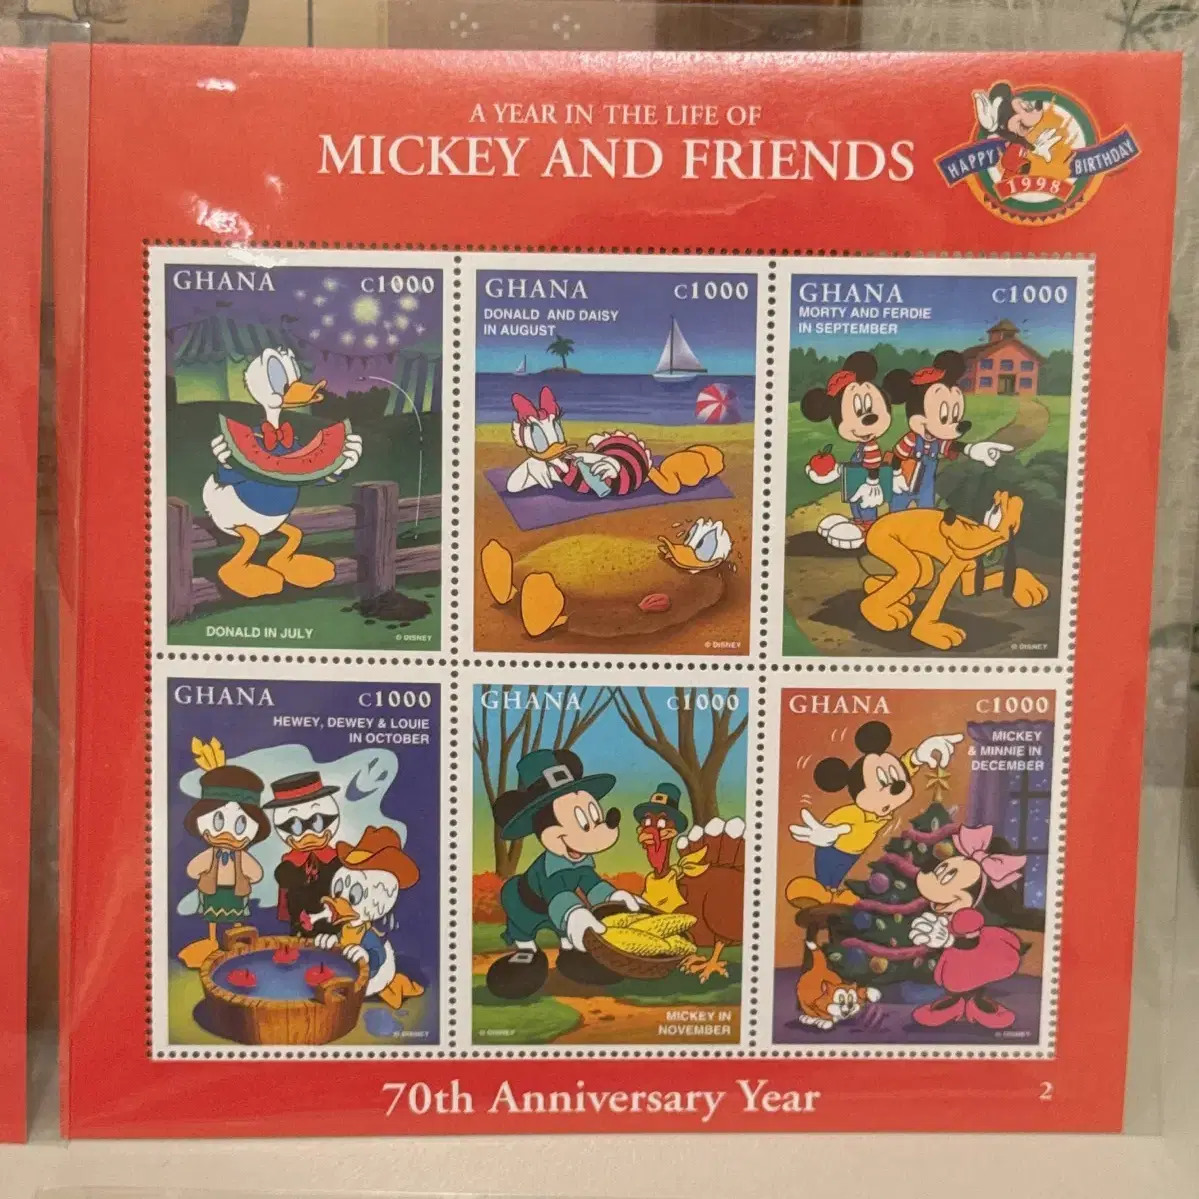 A YEAR IN THE LIFE OF
MICKEY AND FRIENDS
HAPPY BIRTHDAY
1998
GHANA C1000
DONALD IN JULY
© DISNEY
GHANA C1000
DONALD AND DAISY
IN AUGUST
© DISNEY
GHANA C1000
MORTY AND FERDIE
IN SEPTEMBER
© DISNEY
GHANA C1000
HEWEY, DEWEY & LOUIE
IN OCTOBER
© DISNEY
GHANA C1000
MICKEY IN
NOVEMBER
© DISNEY
GHANA C1000
MICKEY
& MINNIE IN
DECEMBER
© DISNEY
70th Anniversary Year
2